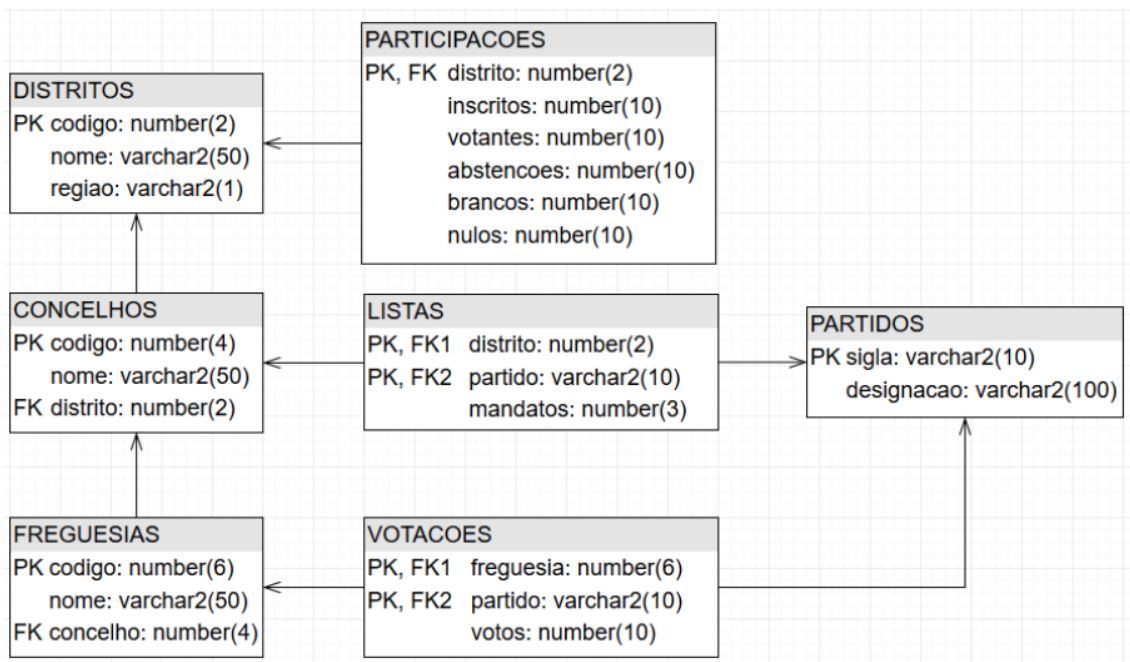 PARTICIPACOES
PK, FK distrito: number(2)
inscritos: number(10)
votantes: number(10)
abstencoes: number(10)
brancos: number(10)
nulos: number(10)
DISTRITOS
PK codigo: number(2)
nome: varchar2(50)
regiao: varchar2(1)
CONCELHOS
PK codigo: number(4)
nome: varchar2(50)
FK distrito: number(2)
LISTAS
PK, FK1 distrito: number(2)
PK, FK2 partido: varchar2(10)
mandatos: number(3)
PARTIDOS
PK sigla: varchar2(10)
designacao: varchar2(100)
FREGUESIAS
PK codigo: number(6)
nome: varchar2(50)
FK concelho: number(4)
VOTACOES
PK, FK1 freguesia: number(6)
PK, FK2 partido: varchar2(10)
votos: number(10)